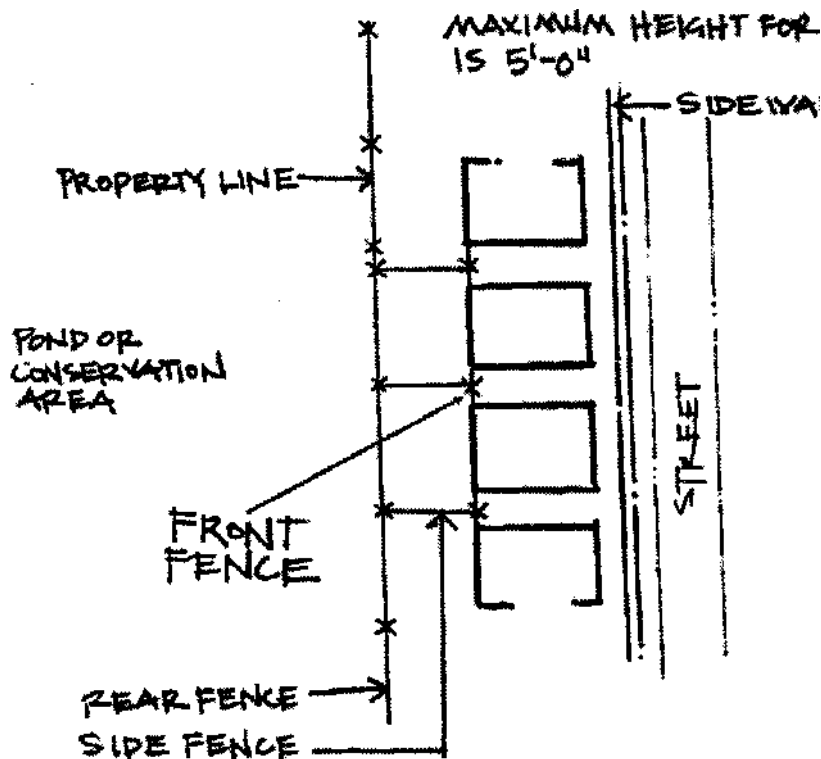 MAXIMUM HEIGHT FOR
IS 5'-0"
SIDEWA
PROPERTY LINE
POND OR
CONSERVATION
AREA
STREET
FRONT
FENCE
REAR FENCE
SIDE FENCE